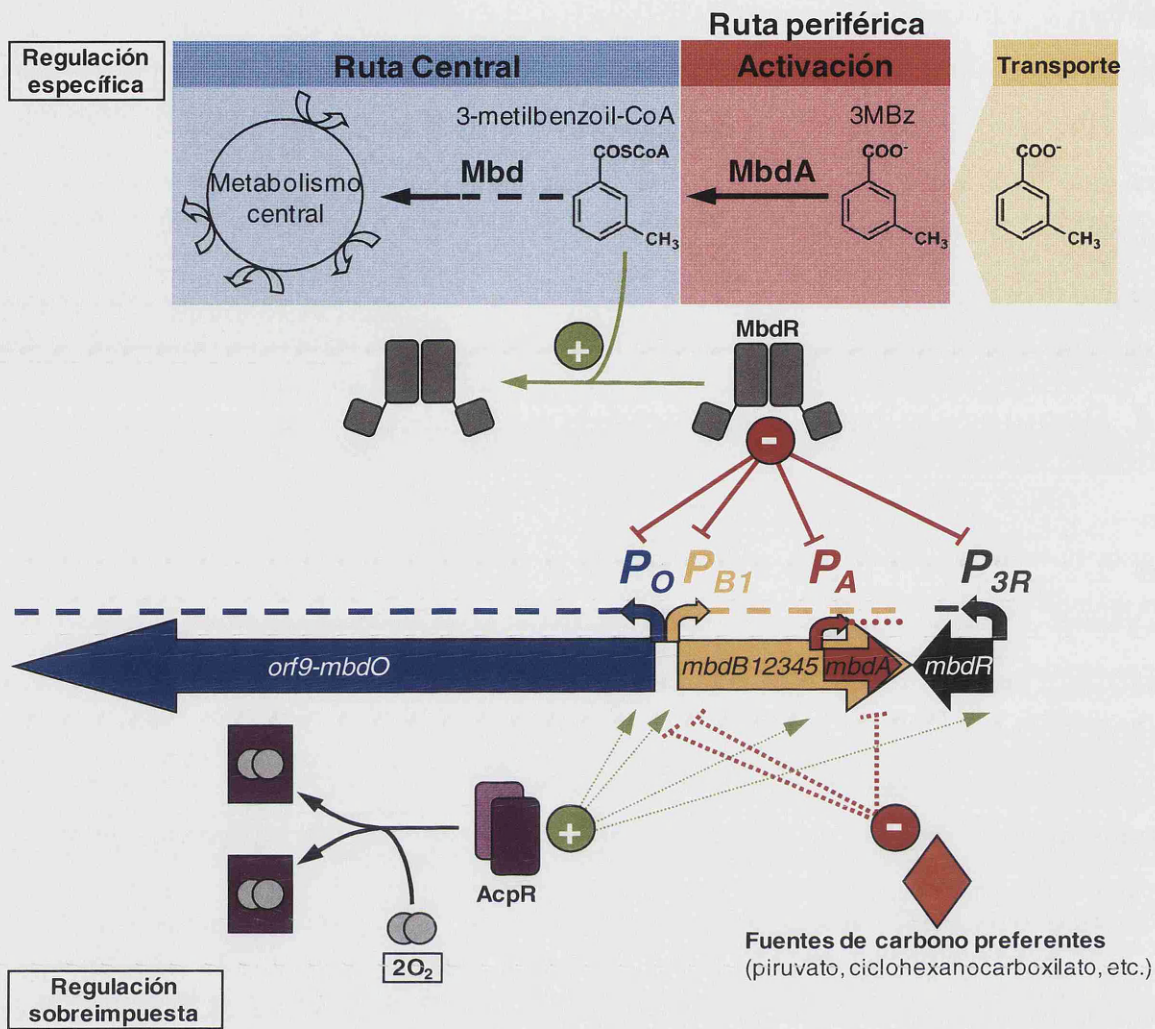 Ruta periférica
Regulación
específica
Ruta Central
Activación
Transporte
3-metilbenzoil-CoA
3MBz
COSCoA
COO-
COO-
Mbd
MbdA
Metabolismo
central
CH3
CH3
CH3
+
MbdR
-
PO
PB1
PA
P3R
orf9-mbdO
mbdB12345
mbdA
mbdR
+
-
AcpR
2O2
Fuentes de carbono preferentes
(piruvato, ciclohexanocarboxilato, etc.)
Regulación
sobreimpuesta